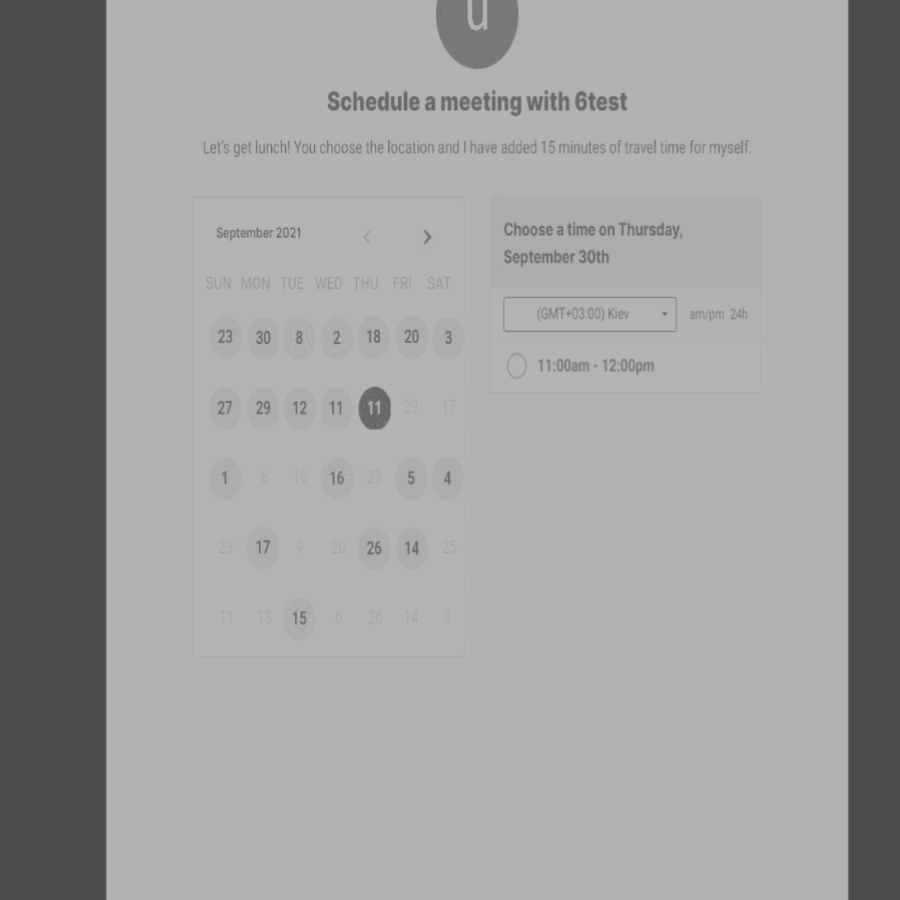 u
Schedule a meeting with 6test
Let's get lunch! You choose the location and I have added 15 minutes of travel time for myself.
September 2021
SUN MON TUE WED THU FRI SAT
23 30 8 2 18 20 3
27 29 12 11 11 29 17
1 6 16 16 23 5 4
23 17 9 20 26 14 25
11 13 15 6 26 14 8
Choose a time on Thursday,
September 30th
(GMT+03:00) Kiev am/pm 24h
11:00am - 12:00pm